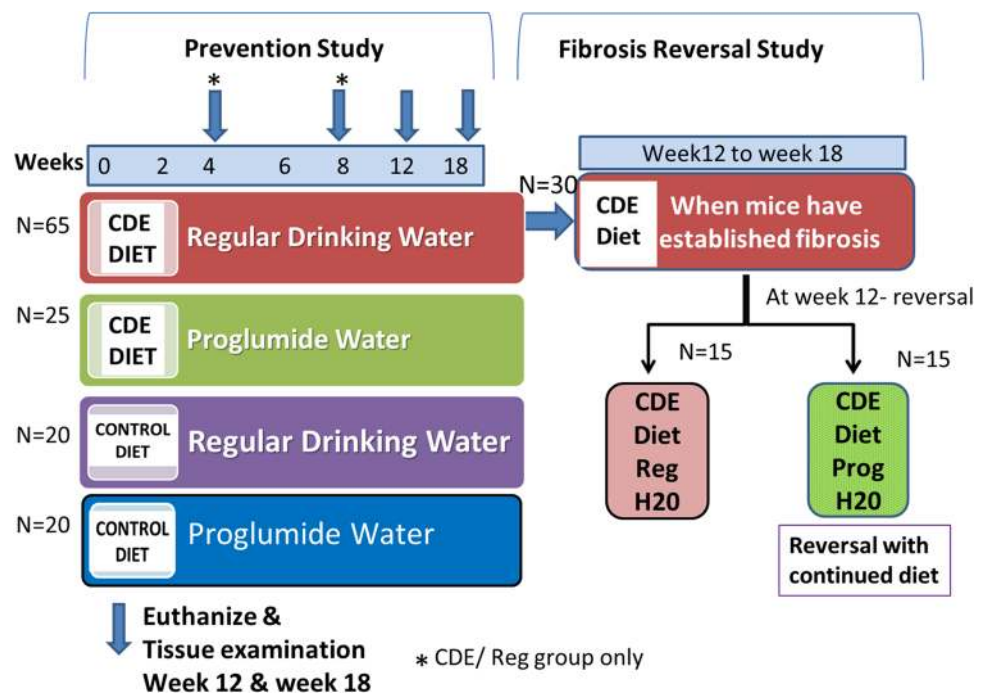 Prevention Study
Fibrosis Reversal Study
* *
Weeks 0 2 4 6 8 12 18
N=65
CDE
DIET
Regular Drinking Water
N=25
CDE
DIET
Proglumide Water
N=20
CONTROL
DIET
Regular Drinking Water
N=20
CONTROL
DIET
Proglumide Water
Euthanize &
Tissue examination
Week 12 & week 18
* CDE/ Reg group only
N=30
Week12 to week 18
CDE
Diet
When mice have
established fibrosis
At week 12- reversal
N=15
CDE
Diet
Reg
H20
N=15
CDE
Diet
Prog
H20
Reversal with
continued diet